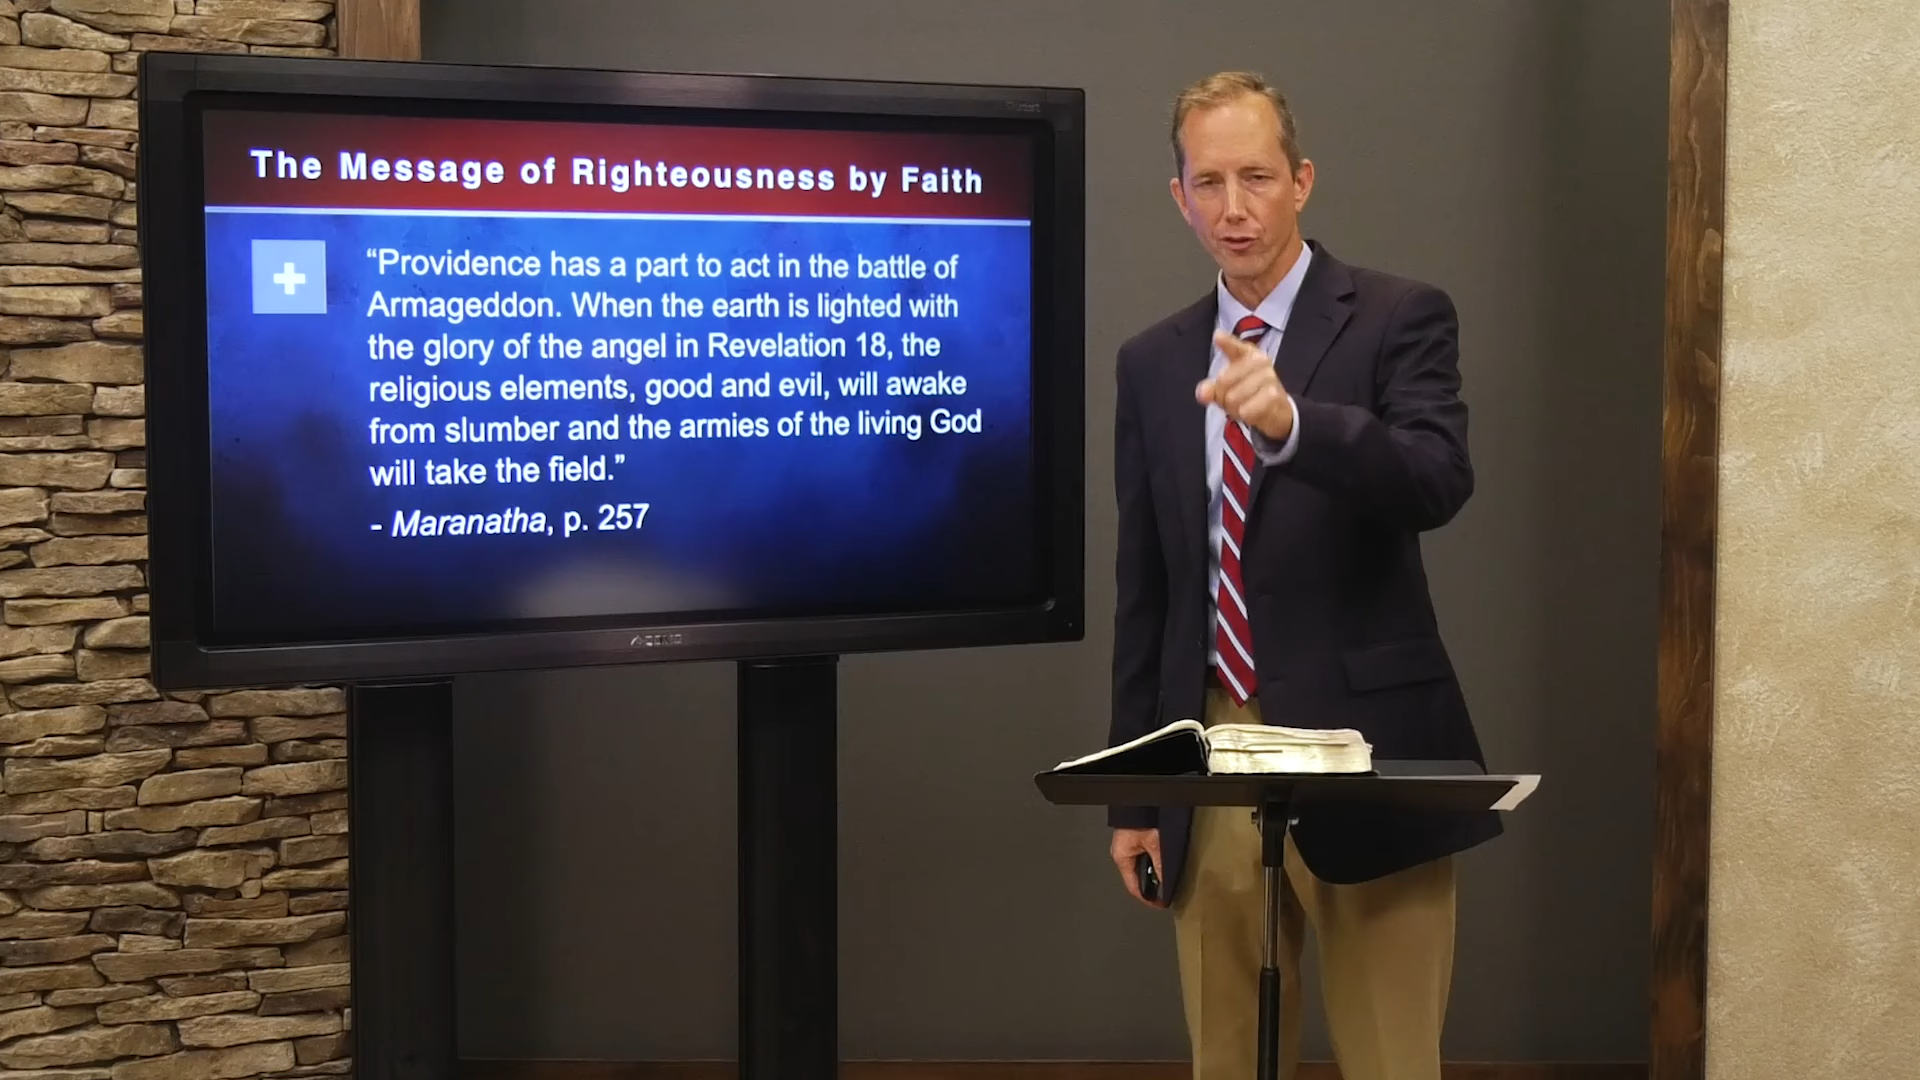 The Message of Righteousness by Faith
“Providence has a part to act in the battle of
Armageddon. When the earth is lighted with
the glory of the angel in Revelation 18, the
religious elements, good and evil, will awake
from slumber and the armies of the living God
will take the field.”
- Maranatha, p. 257